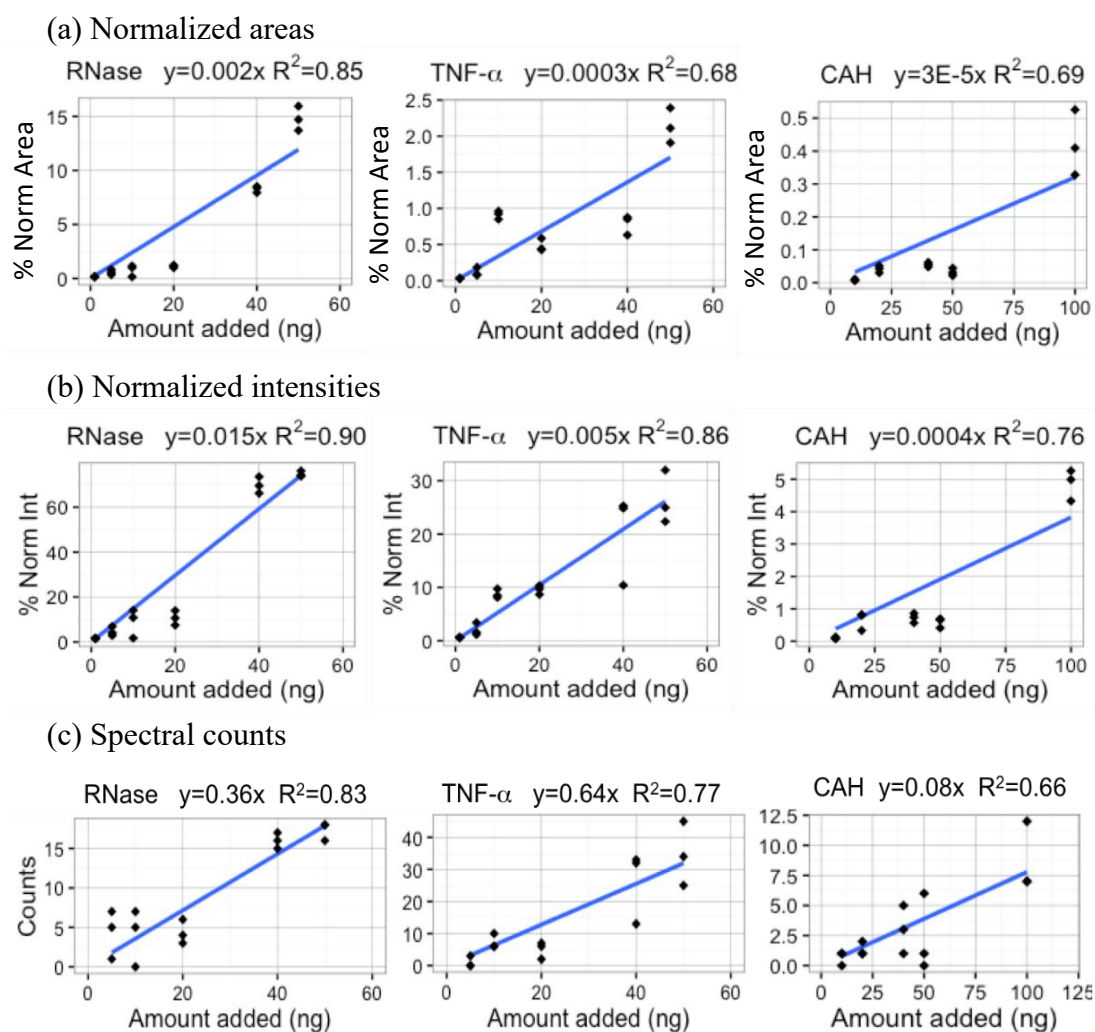 (a) Normalized areas
RNase y=0.002x R²=0.85
TNF-α y=0.0003x R²=0.68
CAH y=3E-5x R²=0.69
% Norm Area
15
10
5
0
0 20 40 60
Amount added (ng)
% Norm Area
2.5
2.0
1.5
1.0
0.5
0.0
0 20 40 60
Amount added (ng)
% Norm Area
0.5
0.4
0.3
0.2
0.1
0.0
0 25 50 75 100
Amount added (ng)
(b) Normalized intensities
RNase y=0.015x R²=0.90
TNF-α y=0.005x R²=0.86
CAH y=0.0004x R²=0.76
% Norm Int
60
40
20
0
0 20 40 60
Amount added (ng)
% Norm Int
30
20
10
0
0 20 40 60
Amount added (ng)
% Norm Int
5
4
3
2
1
0
0 25 50 75 100
Amount added (ng)
(c) Spectral counts
RNase y=0.36x R²=0.83
TNF-α y=0.64x R²=0.77
CAH y=0.08x R²=0.66
Counts
15
10
5
0
0 20 40 60
Amount added (ng)
40
30
20
10
0
0 20 40 60
Amount added (ng)
12.5
10.0
7.5
5.0
2.5
0.0
0 25 50 75 100 125
Amount added (ng)